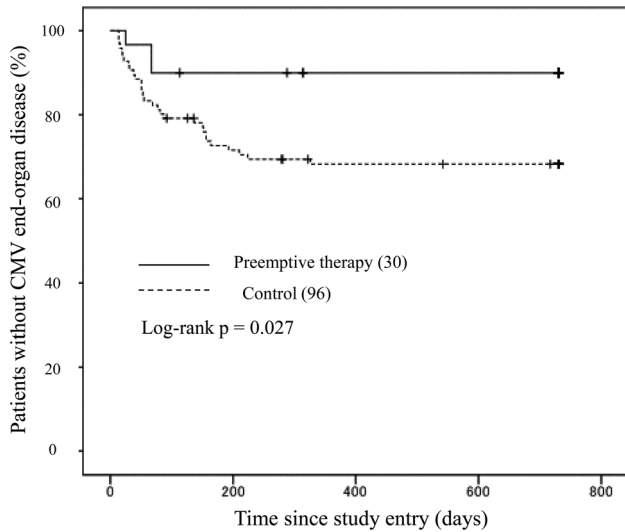 Patients without CMV end-organ disease (%)
100
80
60
40
20
0
Preemptive therapy (30)
Control (96)
Log-rank p = 0.027
0 200 400 600 800
Time since study entry (days)